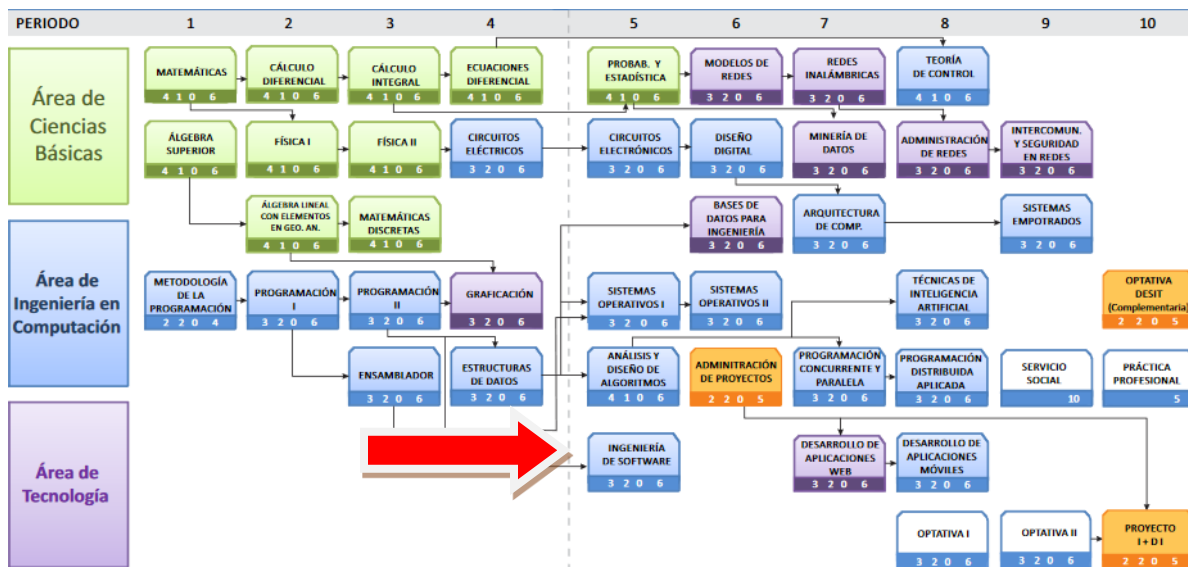 PERIODO 1 2 3 4 5 6 7 8 9 10
Área de
Ciencias
Básicas
MATEMÁTICAS
4 1 0 6
CÁLCULO
DIFERENCIAL
4 1 0 6
CÁLCULO
INTEGRAL
4 1 0 6
ECUACIONES
DIFERENCIAL
4 1 0 6
PROBAB. Y
ESTADÍSTICA
4 1 0 6
MODELOS DE
REDES
3 2 0 6
REDES
INALÁMBRICAS
3 2 0 6
TEORÍA
DE CONTROL
4 1 0 6
ÁLGEBRA
SUPERIOR
4 1 0 6
FÍSICA I
4 1 0 6
FÍSICA II
4 1 0 6
CIRCUITOS
ELÉCTRICOS
3 2 0 6
CIRCUITOS
ELECTRÓNICOS
3 2 0 6
DISEÑO
DIGITAL
3 2 0 6
MINERÍA DE
DATOS
3 2 0 6
ADMINISTRACIÓN
DE REDES
3 2 0 6
INTERCOMUN.
Y SEGURIDAD
EN REDES
3 2 0 6
ÁLGEBRA LINEAL
CON ELEMENTOS
EN GEO. AN.
4 1 0 6
MATEMÁTICAS
DISCRETAS
4 1 0 6
BASES DE
DATOS PARA
INGENIERÍA
3 2 0 6
ARQUITECTURA
DE COMP.
3 2 0 6
SISTEMAS
EMPOTRADOS
3 2 0 6
Área de
Ingeniería en
Computación
METODOLOGÍA
DE LA
PROGRAMACIÓN
2 2 0 4
PROGRAMACIÓN
I
3 2 0 6
PROGRAMACIÓN
II
3 2 0 6
GRAFICACIÓN
3 2 0 6
SISTEMAS
OPERATIVOS I
3 2 0 6
SISTEMAS
OPERATIVOS II
3 2 0 6
TÉCNICAS DE
INTELIGENCIA
ARTIFICIAL
3 2 0 6
OPTATIVA
DESIT
(Complementaria)
2 2 0 5
ENSAMBLADOR
3 2 0 6
ESTRUCTURAS
DE DATOS
3 2 0 6
ANÁLISIS Y
DISEÑO DE
ALGORITMOS
4 1 0 6
ADMINITRACIÓN
DE PROYECTOS
2 2 0 5
PROGRAMACIÓN
CONCURRENTE Y
PARALELA
3 2 0 6
PROGRAMACIÓN
DISTRIBUIDA
APLICADA
3 2 0 6
SERVICIO
SOCIAL
10
PRÁCTICA
PROFESIONAL
5
Área de
Tecnología
INGENIERÍA
DE SOFTWARE
3 2 0 6
DESARROLLO DE
APLICACIONES
WEB
3 2 0 6
DESARROLLO DE
APLICACIONES
MÓVILES
3 2 0 6
OPTATIVA I
3 2 0 6
OPTATIVA II
3 2 0 6
PROYECTO
I + D I
2 2 0 5